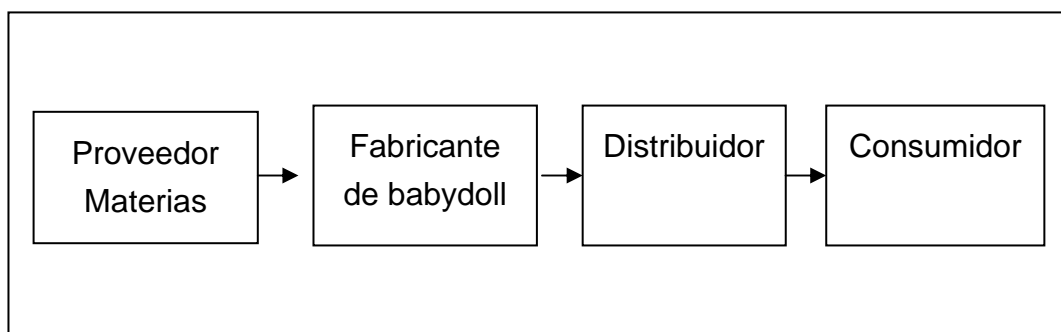 Proveedor
Materias
Fabricante
de babydoll
Distribuidor
Consumidor